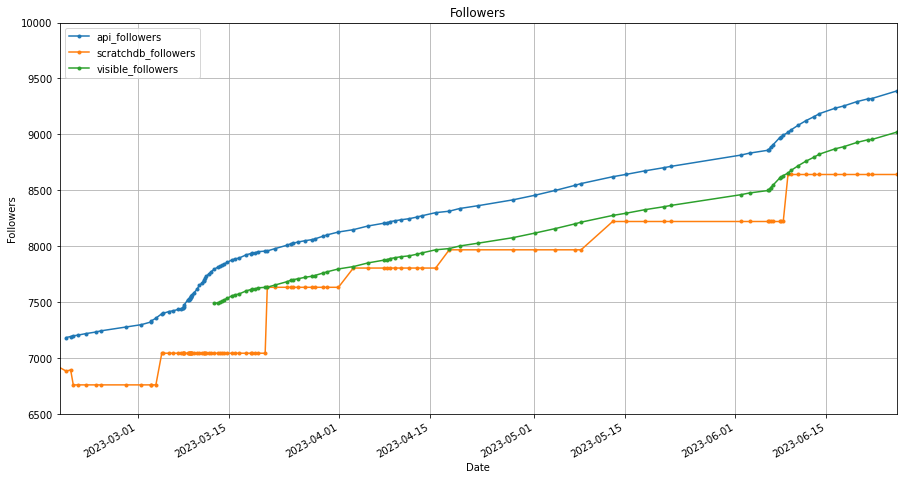 Followers
10000
9500
9000
8500
8000
7500
7000
6500
Followers
api_followers
scratchdb_followers
visible_followers
2023-03-01
2023-03-15
2023-04-01
2023-04-15
2023-05-01
2023-05-15
2023-06-01
2023-06-15
Date